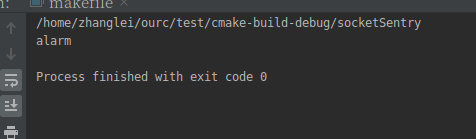 makefile
/home/zhanglei/ourc/test/cmake-build-debug/socketSentry
alarm
Process finished with exit code 0